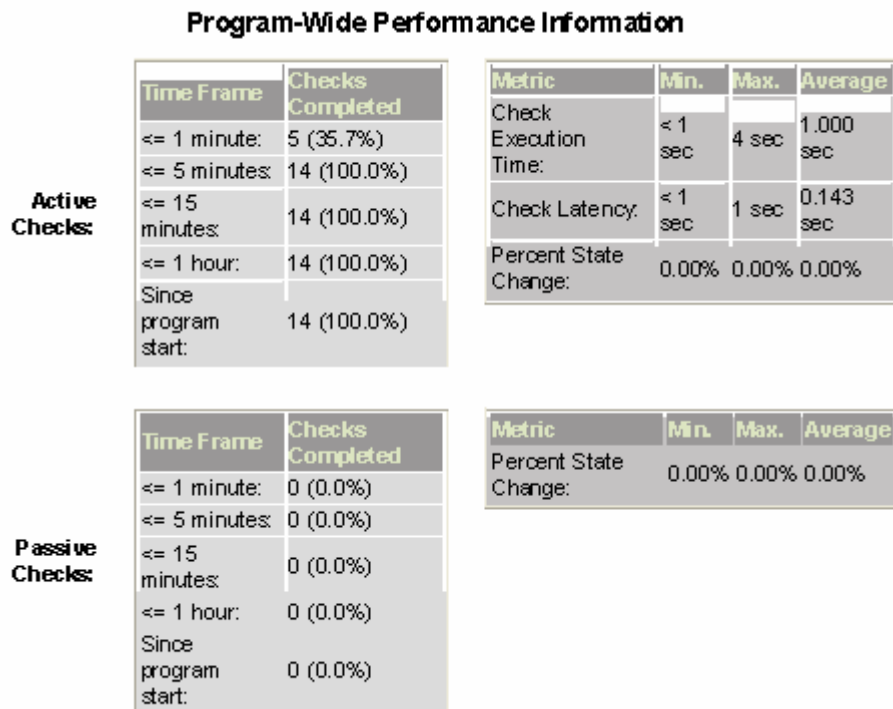 Program-Wide Performance Information
Active
Checks:
Time Frame Checks
Completed
<= 1 minute: 5 (35.7%)
<= 5 minutes: 14 (100.0%)
<= 15
minutes: 14 (100.0%)
<= 1 hour: 14 (100.0%)
Since
program
start: 14 (100.0%)
Metric Min. Max. Average
Check
Execution
Time: < 1
sec 4 sec 1.000
sec
Check Latency: < 1
sec 1 sec 0.143
sec
Percent State
Change: 0.00% 0.00% 0.00%
Passive
Checks:
Time Frame Checks
Completed
<= 1 minute: 0 (0.0%)
<= 5 minutes: 0 (0.0%)
<= 15
minutes: 0 (0.0%)
<= 1 hour: 0 (0.0%)
Since
program
start: 0 (0.0%)
Metric Min. Max. Average
Percent State
Change: 0.00% 0.00% 0.00%